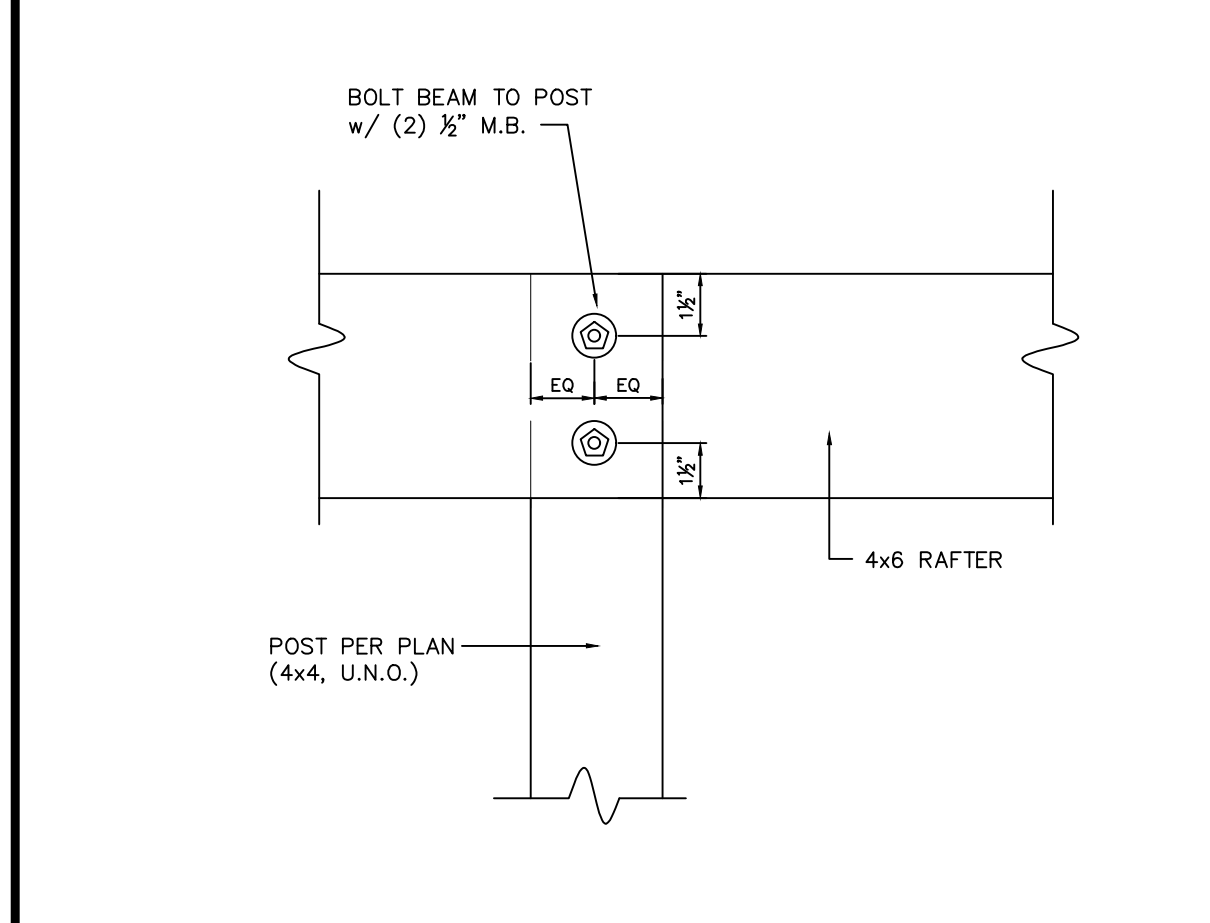 BOLT BEAM TO POST
w/ (2) ½" M.B.
1½"
EQ
EQ
1½"
4x6 RAFTER
POST PER PLAN
(4x4, U.N.O.)